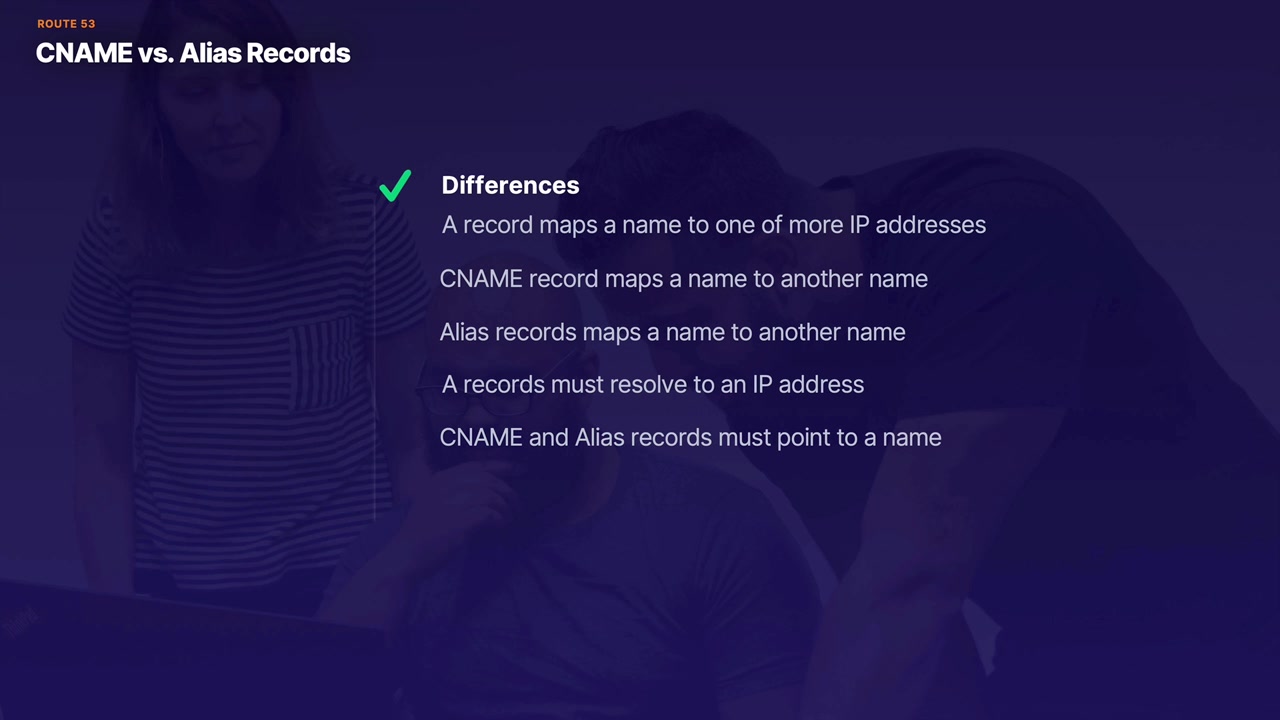 ROUTE 53
CNAME vs. Alias Records
Differences
A record maps a name to one of more IP addresses
CNAME record maps a name to another name
Alias records maps a name to another name
A records must resolve to an IP address
CNAME and Alias records must point to a name